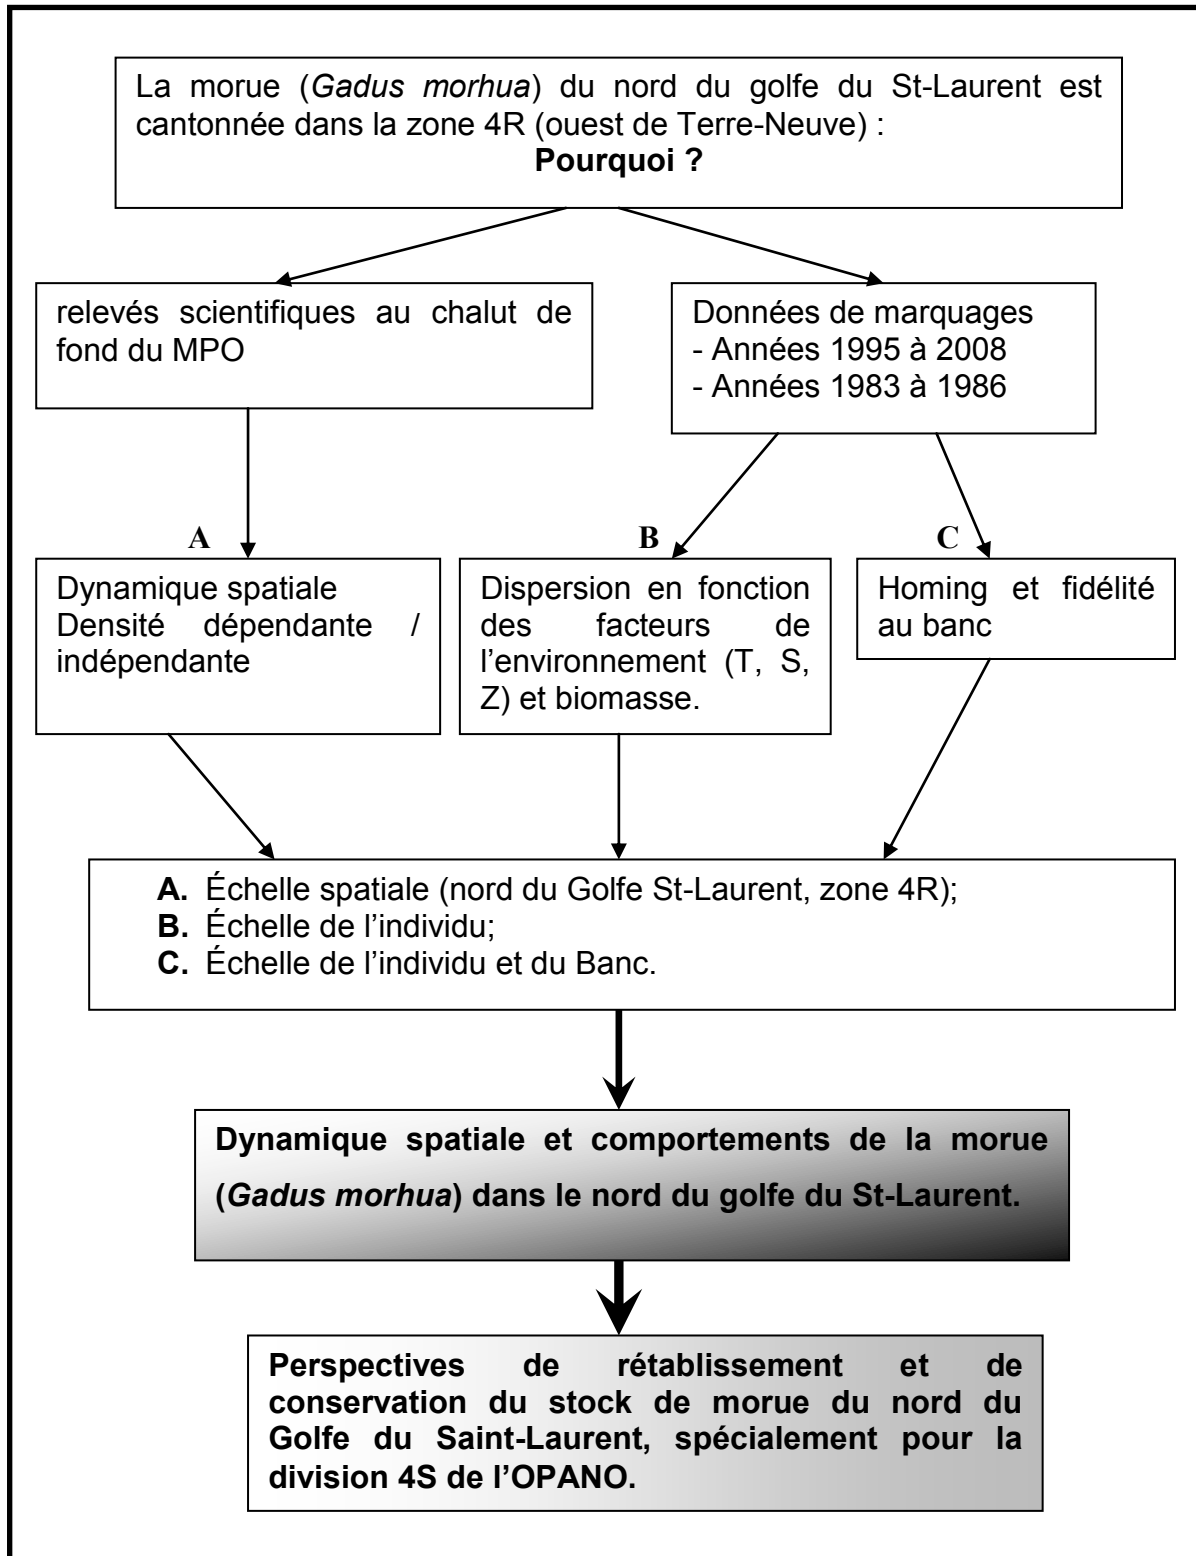 La morue (Gadus morhua) du nord du golfe du St-Laurent est
cantonnée dans la zone 4R (ouest de Terre-Neuve) :
Pourquoi ?
relevés scientifiques au chalut de
fond du MPO
Données de marquages
- Années 1995 à 2008
- Années 1983 à 1986
A
B
C
Dynamique spatiale
Densité dépendante /
indépendante
Dispersion en fonction
des facteurs de
l’environnement (T, S,
Z) et biomasse.
Homing et fidélité
au banc
A. Échelle spatiale (nord du Golfe St-Laurent, zone 4R);
B. Échelle de l’individu;
C. Échelle de l’individu et du Banc.
Dynamique spatiale et comportements de la morue
(Gadus morhua) dans le nord du golfe du St-Laurent.
Perspectives de rétablissement et de
conservation du stock de morue du nord du
Golfe du Saint-Laurent, spécialement pour la
division 4S de l’OPANO.